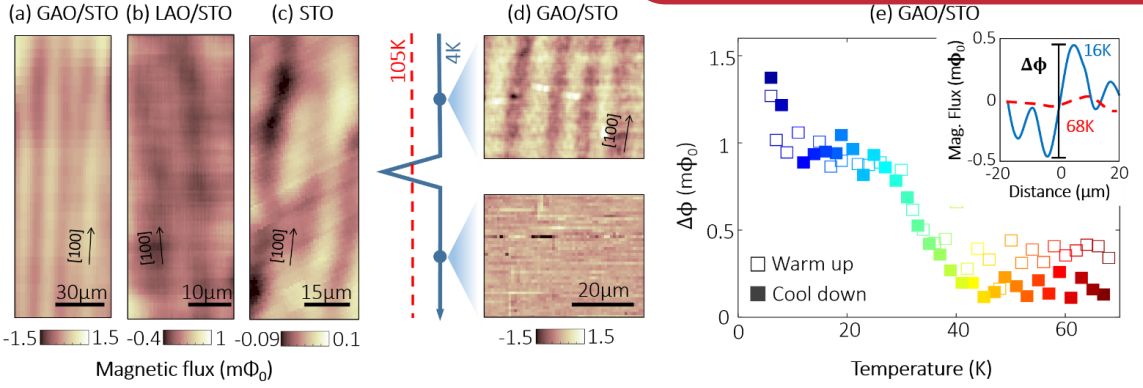 (a) GAO/STO
(b) LAO/STO
(c) STO
(d) GAO/STO
(e) GAO/STO
[100]
30µm
[100]
10µm
[100]
15µm
-1.5 1.5
-0.4 1
-0.09 0.1
Magnetic flux (mΦ₀)
105K
4K
[100]
20µm
-1.5 1.5
Δϕ (mϕ₀)
1.5
1
0.5
0
0 20 40 60
Temperature (K)
Warm up
Cool down
Mag. Flux (mϕ₀)
0.5
0
-0.5
Δϕ
16K
68K
-20 0 20
Distance (µm)